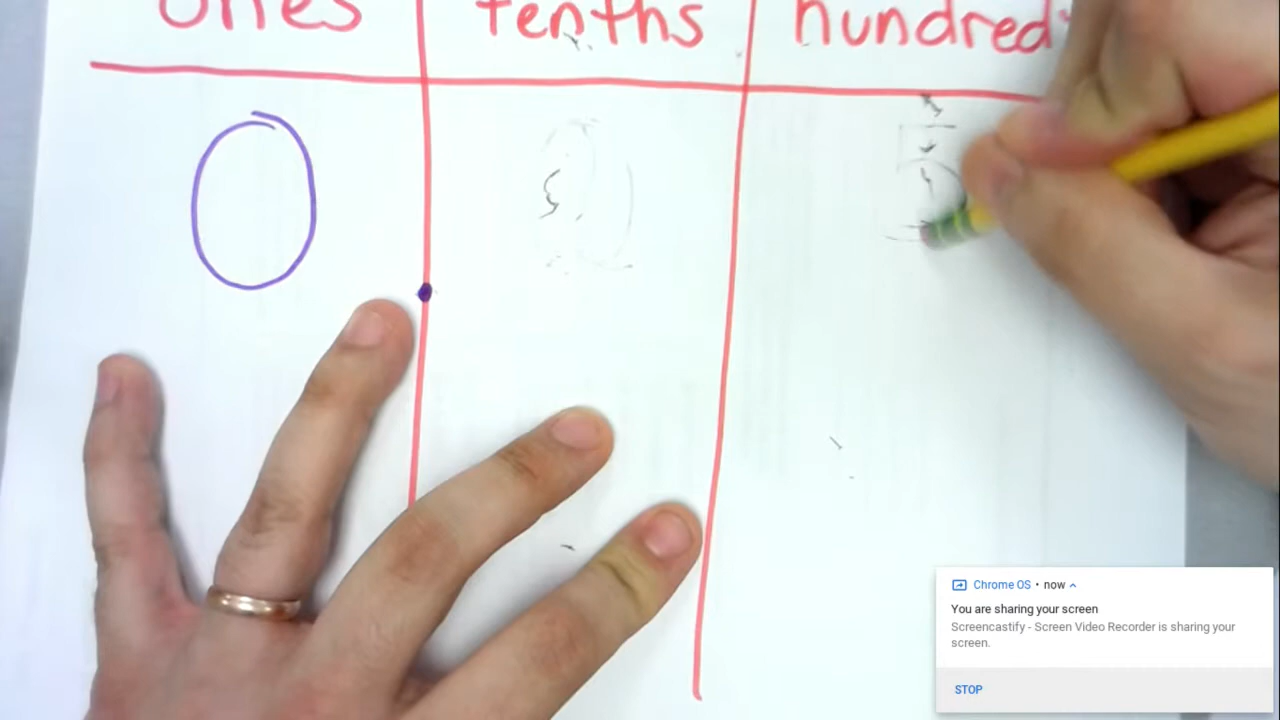 ones tenths hundred
0 .
Chrome OS • now
You are sharing your screen
Screencastify - Screen Video Recorder is sharing your
screen.
STOP